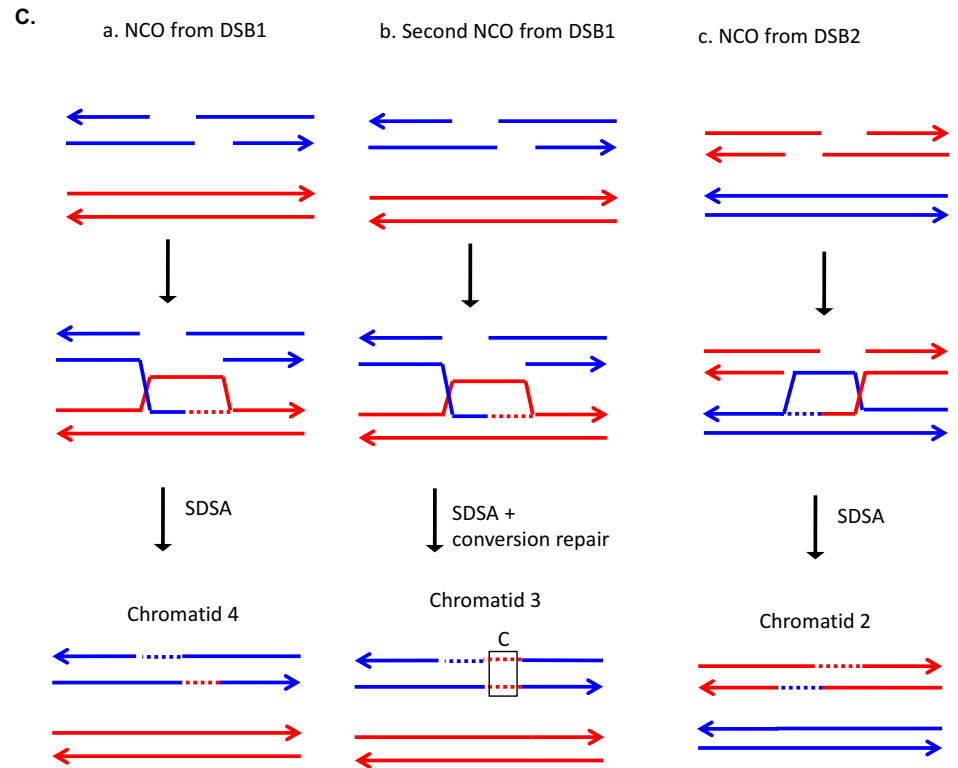 C.
a. NCO from DSB1
b. Second NCO from DSB1
c. NCO from DSB2
SDSA
SDSA +
conversion repair
SDSA
Chromatid 4
Chromatid 3
Chromatid 2
C